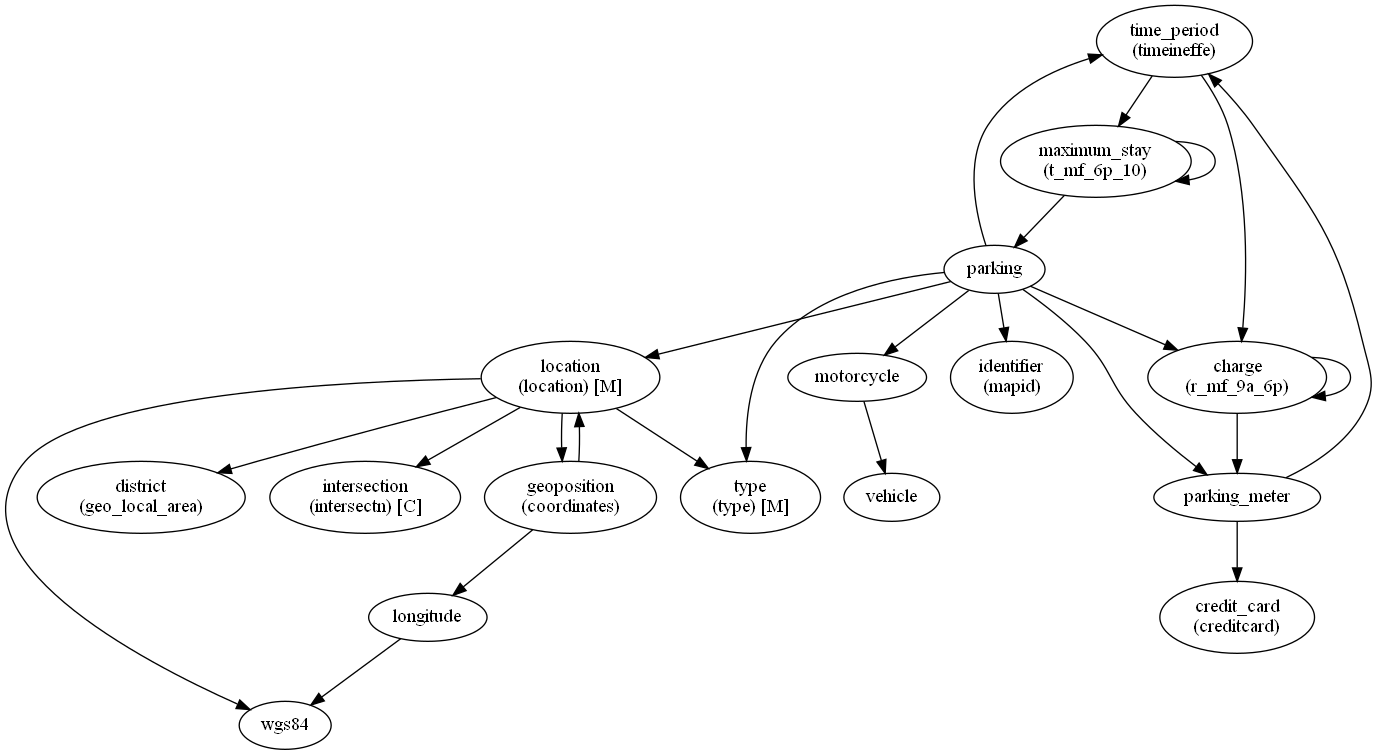 time_period
(timeineffe)
maximum_stay
(t_mf_6p_10)
parking
location
(location) [M]
motorcycle
identifier
(mapid)
charge
(r_mf_9a_6p)
district
(geo_local_area)
intersection
(intersectn) [C]
geoposition
(coordinates)
type
(type) [M]
vehicle
parking_meter
longitude
credit_card
(creditcard)
wgs84